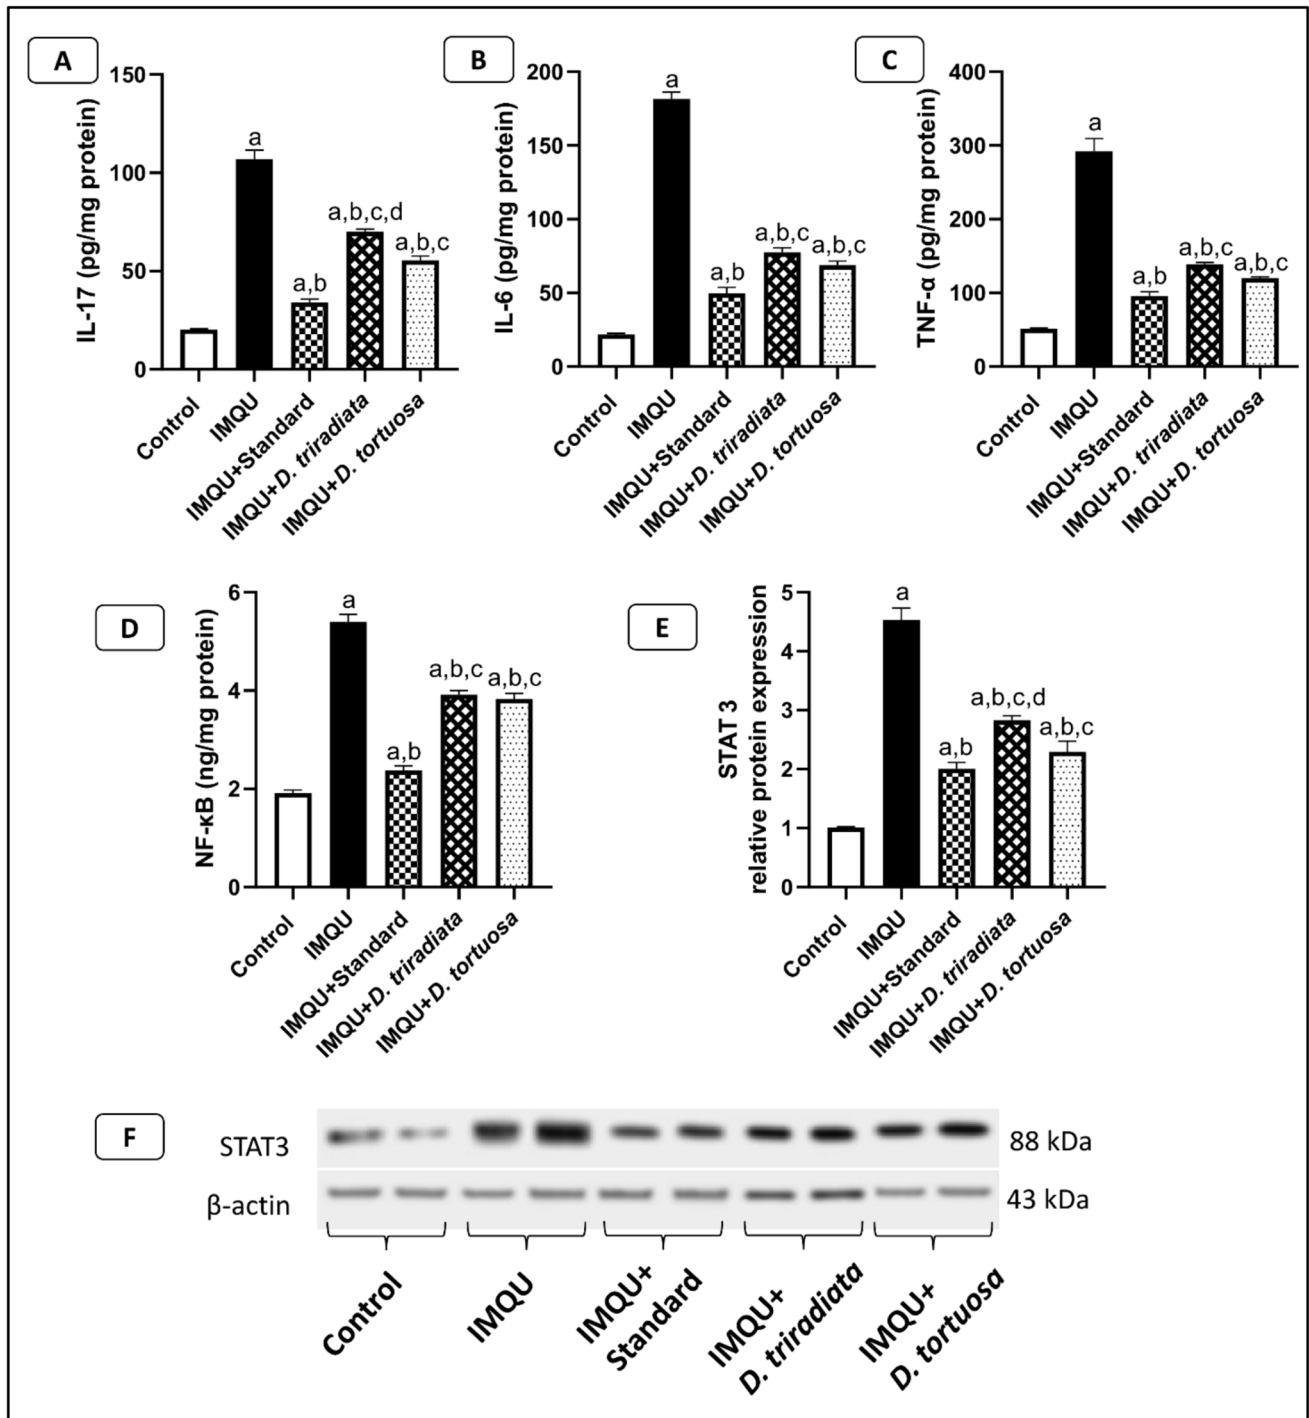 A
IL-17 (pg/mg protein)
150
100
50
0
a
a,b
a,b,c,d
a,b,c
Control
IMQU
IMQU+Standard
IMQU+D. triradiata
IMQU+D. tortuosa
B
IL-6 (pg/mg protein)
200
150
100
50
0
a
a,b
a,b,c
a,b,c
Control
IMQU
IMQU+Standard
IMQU+D. triradiata
IMQU+D. tortuosa
C
TNF-α (pg/mg protein)
400
300
200
100
0
a
a,b
a,b,c
a,b,c
Control
IMQU
IMQU+Standard
IMQU+D. triradiata
IMQU+D. tortuosa
D
NF-κB (ng/mg protein)
6
4
2
0
a
a,b
a,b,c
a,b,c
Control
IMQU
IMQU+Standard
IMQU+D. triradiata
IMQU+D. tortuosa
E
STAT 3
relative protein expression
5
4
3
2
1
0
a
a,b
a,b,c,d
a,b,c
Control
IMQU
IMQU+Standard
IMQU+D. triradiata
IMQU+D. tortuosa
F
STAT3
88 kDa
β-actin
43 kDa
Control
IMQU
IMQU+
Standard
IMQU+
D. triradiata
IMQU+
D. tortuosa